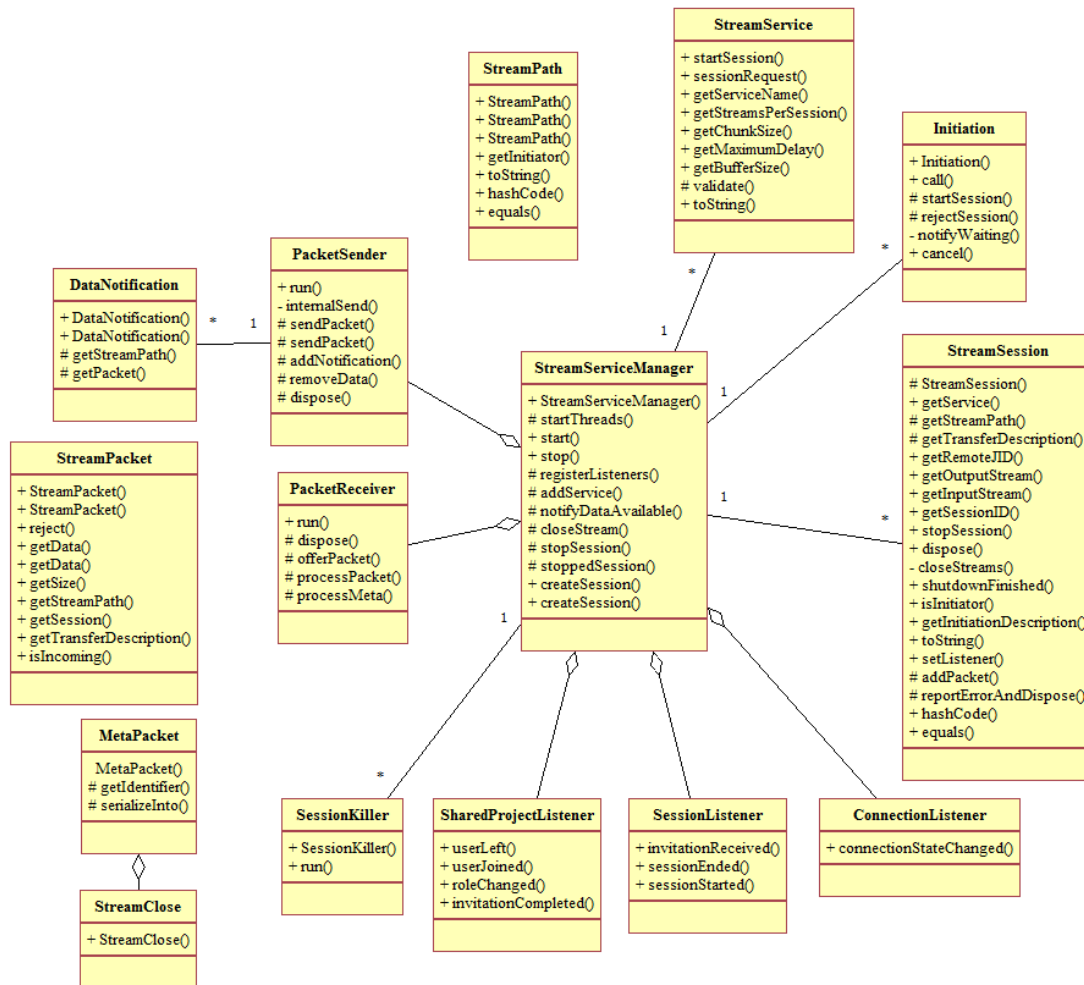 StreamService
+ startSession()
+ sessionRequest()
+ getServiceName()
+ getStreamsPerSession()
+ getChunkSize()
+ getMaximumDelay()
+ getBufferSize()
# validate()
+ toString()
StreamPath
+ StreamPath()
+ StreamPath()
+ StreamPath()
+ getInitiator()
+ toString()
+ hashCode()
+ equals()
Initiation
+ Initiation()
+ call()
# startSession()
# rejectSession()
- notifyWaiting()
+ cancel()
PacketSender
+ run()
- internalSend()
# sendPacket()
# sendPacket()
# addNotification()
# removeData()
# dispose()
DataNotification
+ DataNotification()
+ DataNotification()
# getStreamPath()
# getPacket()
*
1
*
1
*
1
StreamServiceManager
+ StreamServiceManager()
# startThreads()
+ start()
+ stop()
# registerListeners()
# addService()
# notifyDataAvailable()
# closeStream()
# stopSession()
# stoppedSession()
+ createSession()
+ createSession()
StreamSession
# StreamSession()
+ getService()
# getStreamPath()
# getTransferDescription()
+ getRemoteJID()
+ getOutputStream()
+ getInputStream()
+ getSessionID()
+ stopSession()
+ dispose()
- closeStreams()
+ shutdownFinished()
+ isInitiator()
+ getInitiationDescription()
+ toString()
+ setListener()
# addPacket()
# reportErrorAndDispose()
+ hashCode()
+ equals()
1
*
StreamPacket
+ StreamPacket()
+ StreamPacket()
+ reject()
+ getData()
+ getData()
+ getSize()
+ getStreamPath()
+ getSession()
+ getTransferDescription()
+ isIncoming()
PacketReceiver
+ run()
# dispose()
# offerPacket()
# processPacket()
# processMeta()
1
*
MetaPacket
MetaPacket()
# getIdentifier()
# serializeInto()
StreamClose
+ StreamClose()
SessionKiller
+ SessionKiller()
+ run()
SharedProjectListener
+ userLeft()
+ userJoined()
+ roleChanged()
+ invitationCompleted()
SessionListener
+ invitationReceived()
+ sessionEnded()
+ sessionStarted()
ConnectionListener
+ connectionStateChanged()